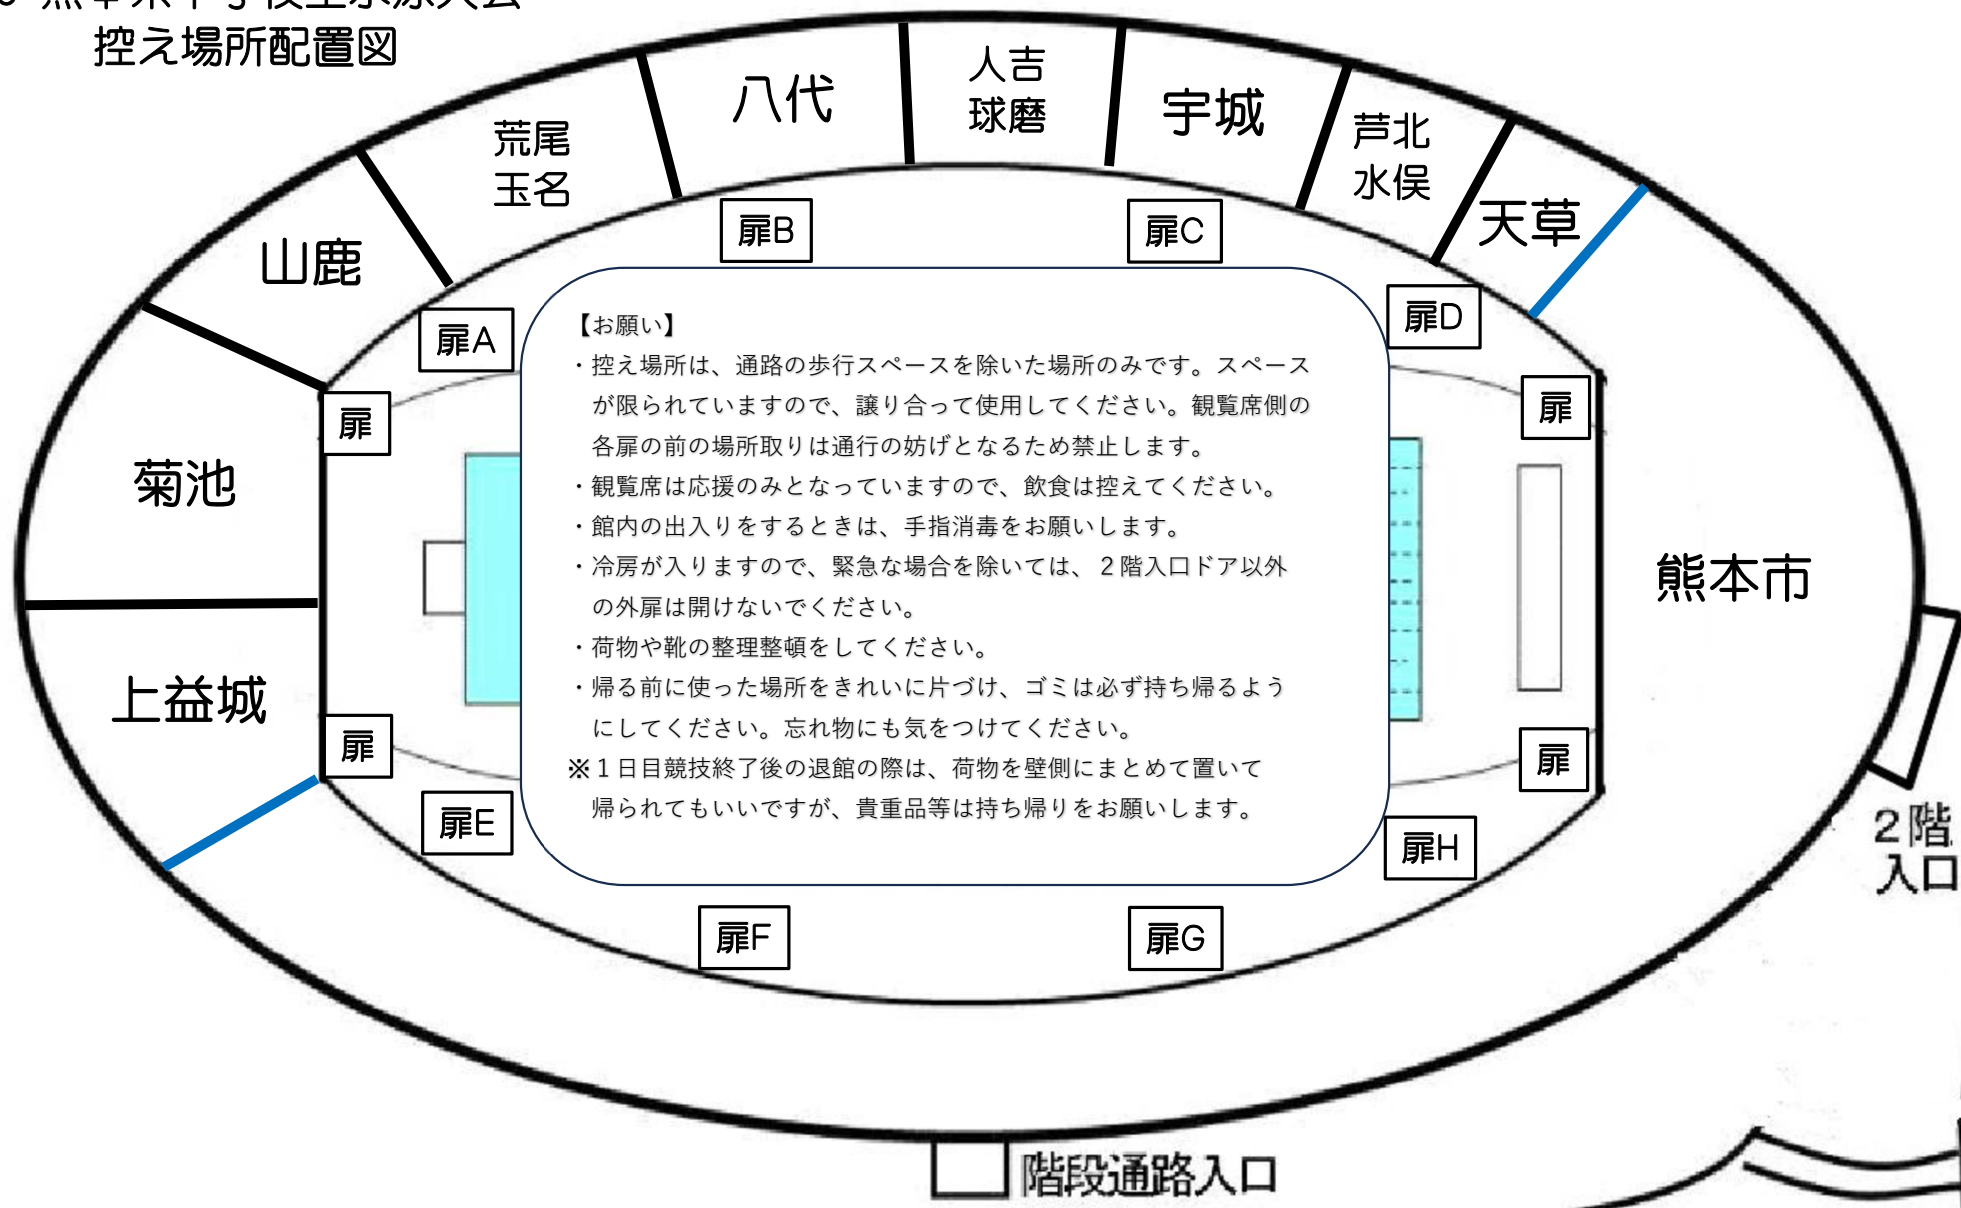 控え場所配置図
八代
人吉
球磨
宇城
芦北
水俣
天草
荒尾
玉名
山鹿
菊池
上益城
熊本市
扉A
扉B
扉C
扉D
扉
扉
扉
扉
扉E
扉F
扉G
扉H
【お願い】
・控え場所は、通路の歩行スペースを除いた場所のみです。スペース
が限られていますので、譲り合って使用してください。観覧席側の
各扉の前の場所取りは通行の妨げとなるため禁止します。
・観覧席は応援のみとなっていますので、飲食は控えてください。
・館内の出入りをするときは、手指消毒をお願いします。
・冷房が入りますので、緊急な場合を除いては、２階入口ドア以外
の外扉は開けないでください。
・荷物や靴の整理整頓をしてください。
・帰る前に使った場所をきれいに片づけ、ゴミは必ず持ち帰るよう
にしてください。忘れ物にも気をつけてください。
※１日目競技終了後の退館の際は、荷物を壁側にまとめて置いて
帰られてもいいですが、貴重品等は持ち帰りをお願いします。
２階
入口
階段通路入口